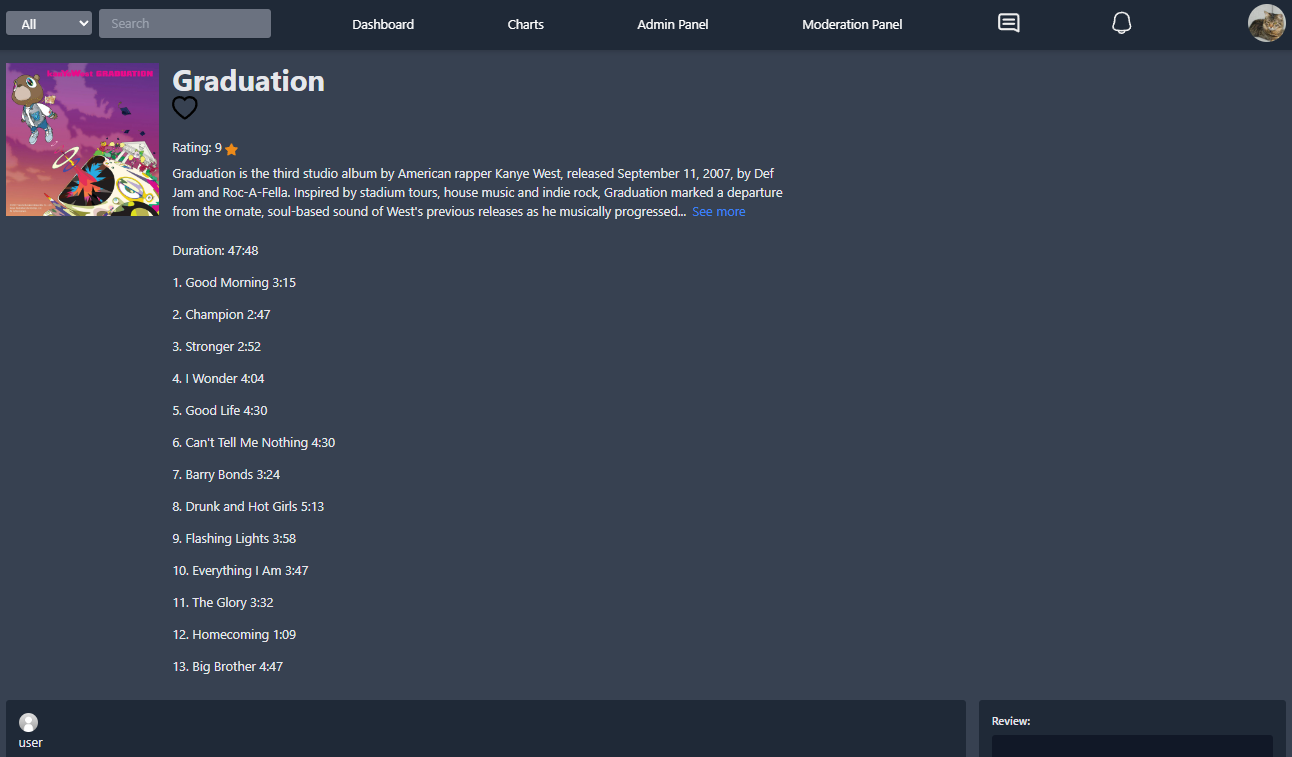 All
Search
Dashboard
Charts
Admin Panel
Moderation Panel
KanYeWest GRADUATION
Graduation
Rating: 9
Graduation is the third studio album by American rapper Kanye West, released September 11, 2007, by Def
Jam and Roc-A-Fella. Inspired by stadium tours, house music and indie rock, Graduation marked a departure
from the ornate, soul-based sound of West's previous releases as he musically progressed... See more
Duration: 47:48
1. Good Morning 3:15
2. Champion 2:47
3. Stronger 2:52
4. I Wonder 4:04
5. Good Life 4:30
6. Can't Tell Me Nothing 4:30
7. Barry Bonds 3:24
8. Drunk and Hot Girls 5:13
9. Flashing Lights 3:58
10. Everything I Am 3:47
11. The Glory 3:32
12. Homecoming 1:09
13. Big Brother 4:47
user
Review: